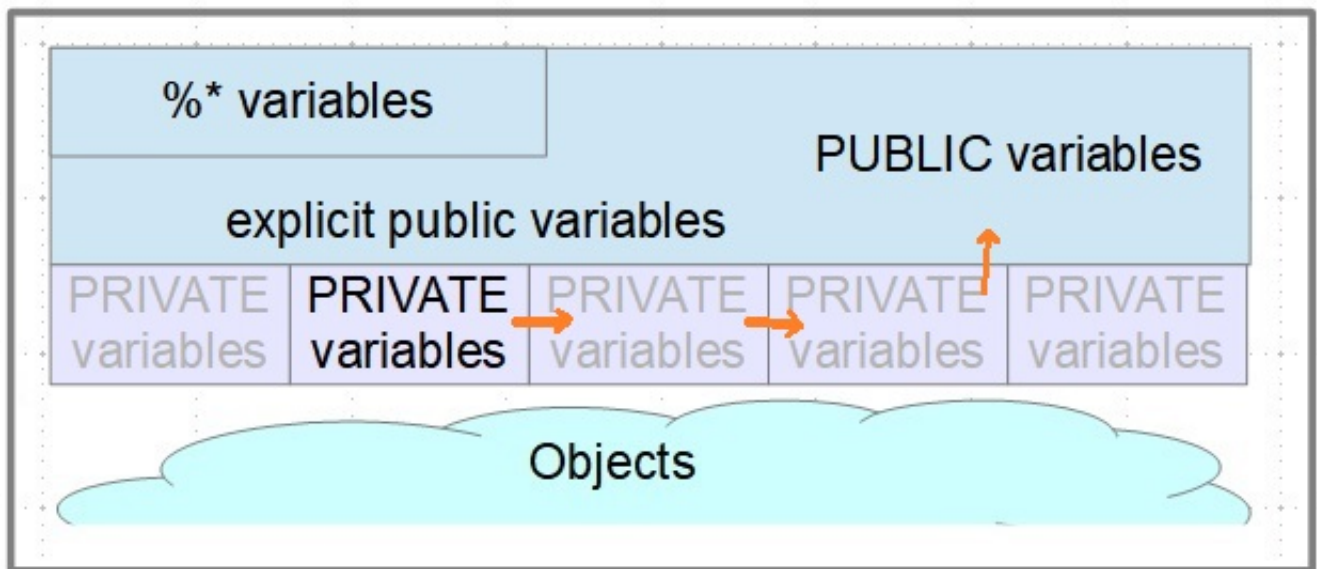 %* variables
PUBLIC variables
explicit public variables
PRIVATE
variables
PRIVATE
variables
PRIVATE
variables
PRIVATE
variables
PRIVATE
variables
Objects